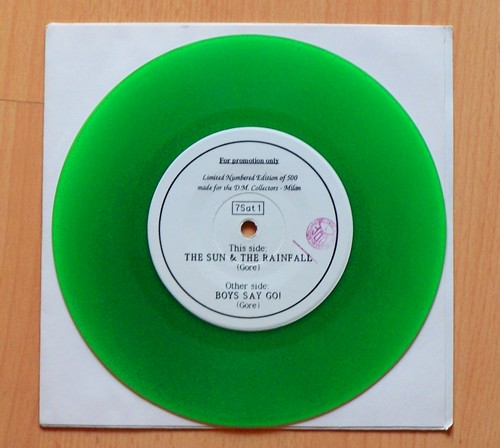 For promotion only
Limited Numbered Edition of 500
made for the D.M. Collectors - Milan
7Sat1
This side:
THE SUN & THE RAINFALL
(Gore)
Other side:
BOYS SAY GO!
(Gore)